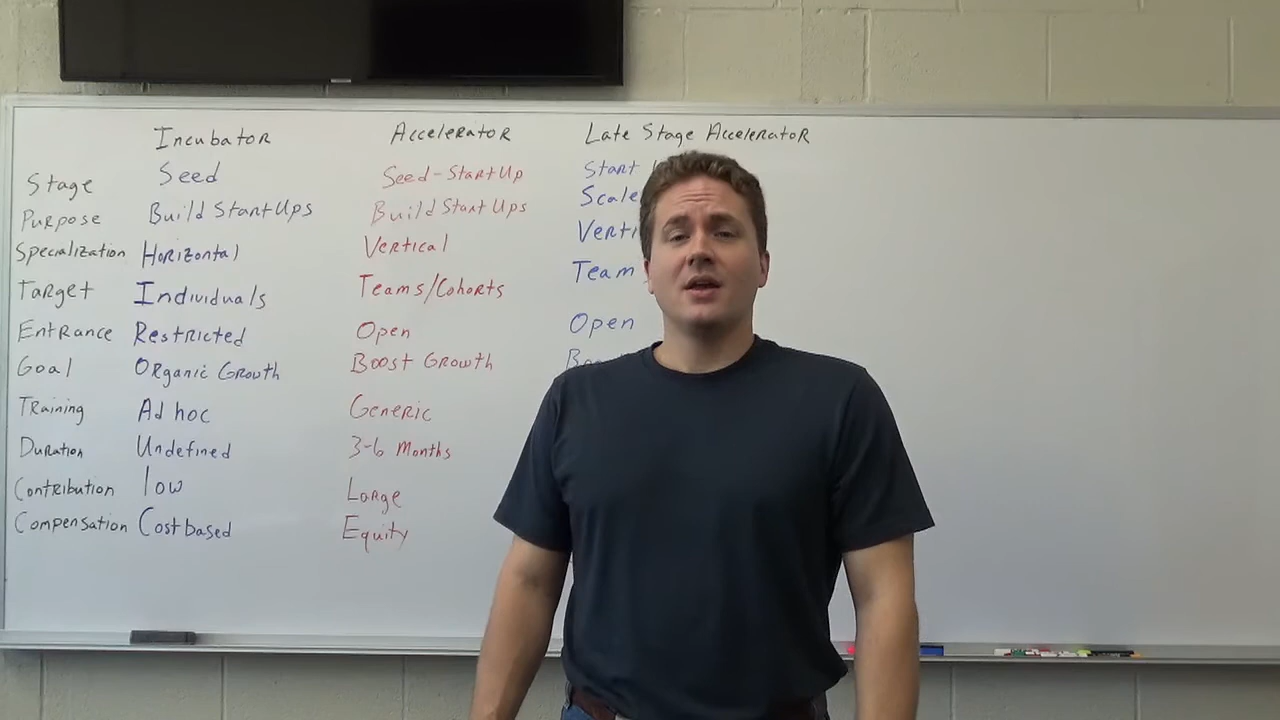 Incubator Accelerator Late Stage Accelerator
Stage Seed Seed-StartUp Start
Purpose Build StartUps Build StartUps Scale
Specialization Horizontal Vertical
Target Individuals Teams/Cohorts Team
Entrance Restricted Open Open
Goal Organic Growth Boost Growth
Training Ad hoc Generic
Duration Undefined 3-6 Months
Contribution low Large
Compensation Cost based Equity